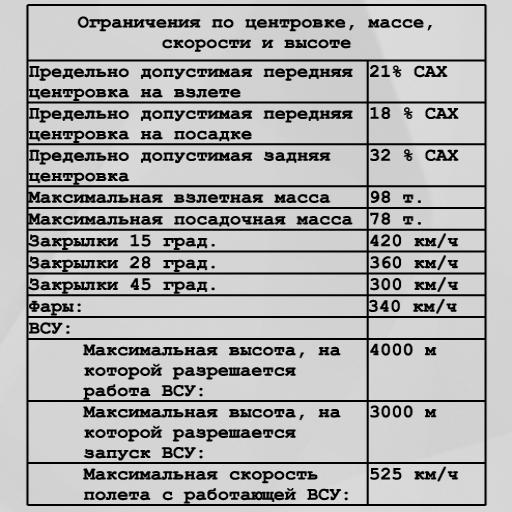 Ограничения по центровке, массе,
скорости и высоте
Предельно допустимая передняя 21% САХ
центровка на взлете
Предельно допустимая передняя 18 % САХ
центровка на посадке
Предельно допустимая задняя 32 % САХ
центровка
Максимальная взлетная масса 98 т.
Максимальная посадочная масса 78 т.
Закрылки 15 град. 420 км/ч
Закрылки 28 град. 360 км/ч
Закрылки 45 град. 300 км/ч
Фары: 340 км/ч
ВСУ:
Максимальная высота, на 4000 м
которой разрешается
работа ВСУ:
Максимальная высота, на 3000 м
которой разрешается
запуск ВСУ:
Максимальная скорость 525 км/ч
полета с работающей ВСУ: